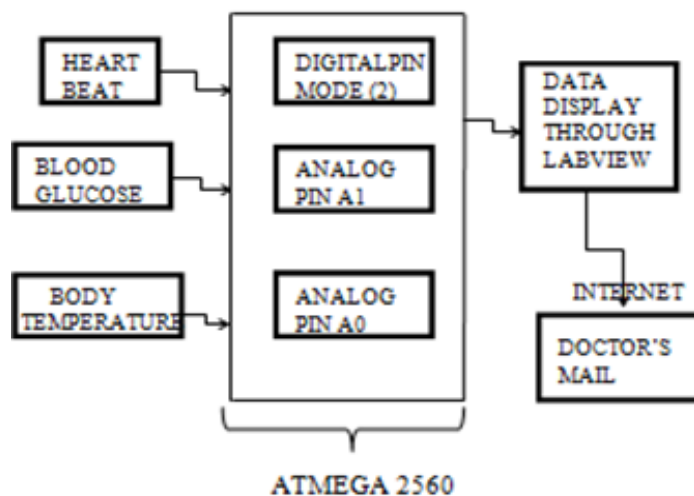 HEART
BEAT
DIGITALPIN
MODE (2)
DATA
DISPLAY
THROUGH
LABVIEW
BLOOD
GLUCOSE
ANALOG
PIN A1
BODY
TEMPERATURE
ANALOG
PIN A0
INTERNET
DOCTOR'S
MAIL
ATMEGA 2560